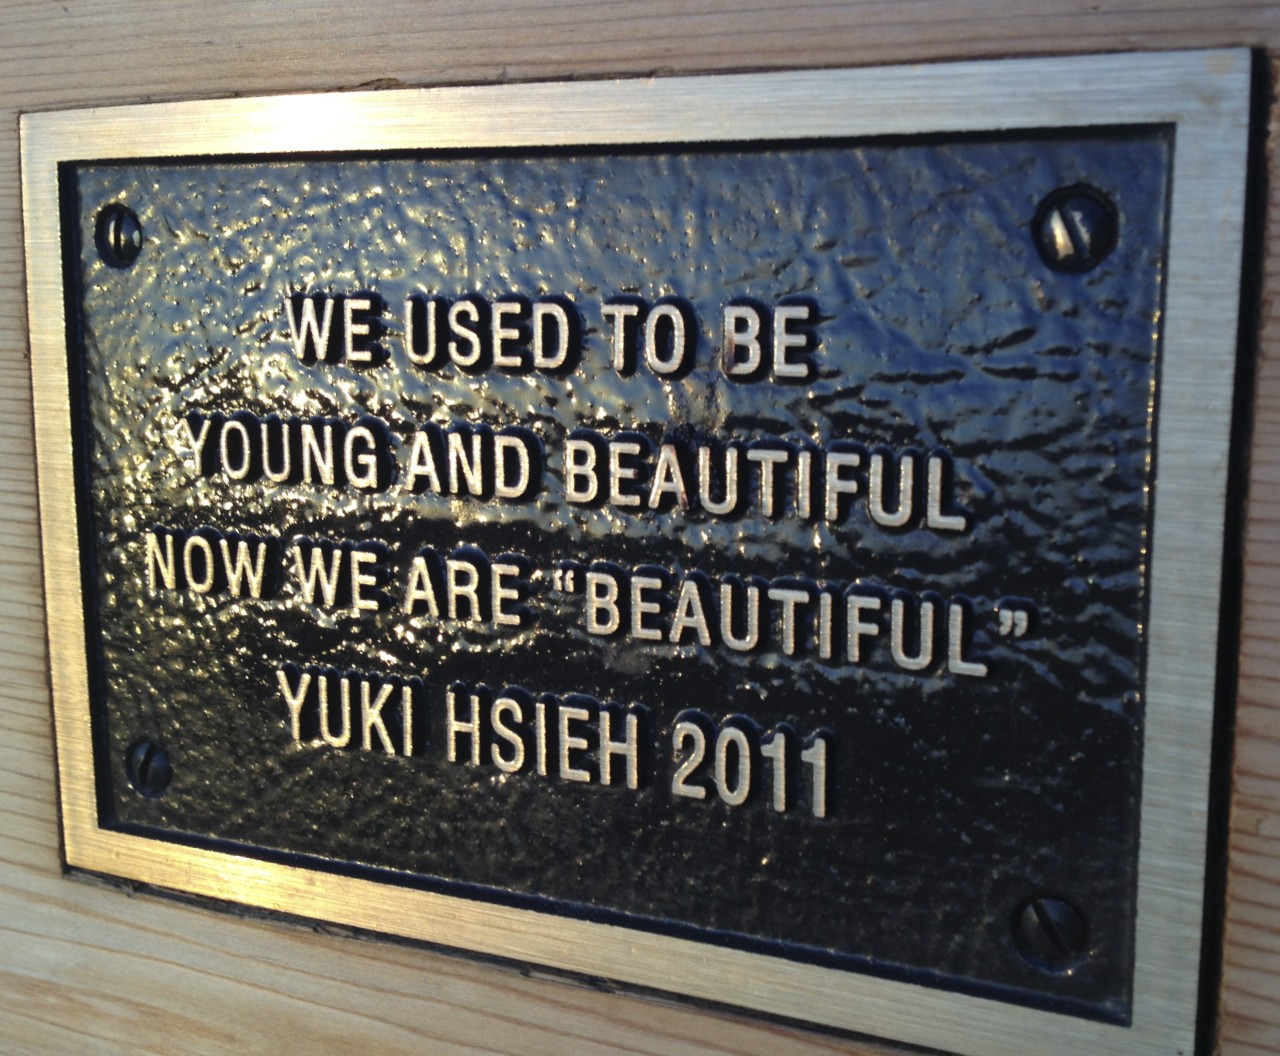 WE USED TO BE
YOUNG AND BEAUTIFUL
NOW WE ARE “BEAUTIFUL”
YUKI HSIEH 2011